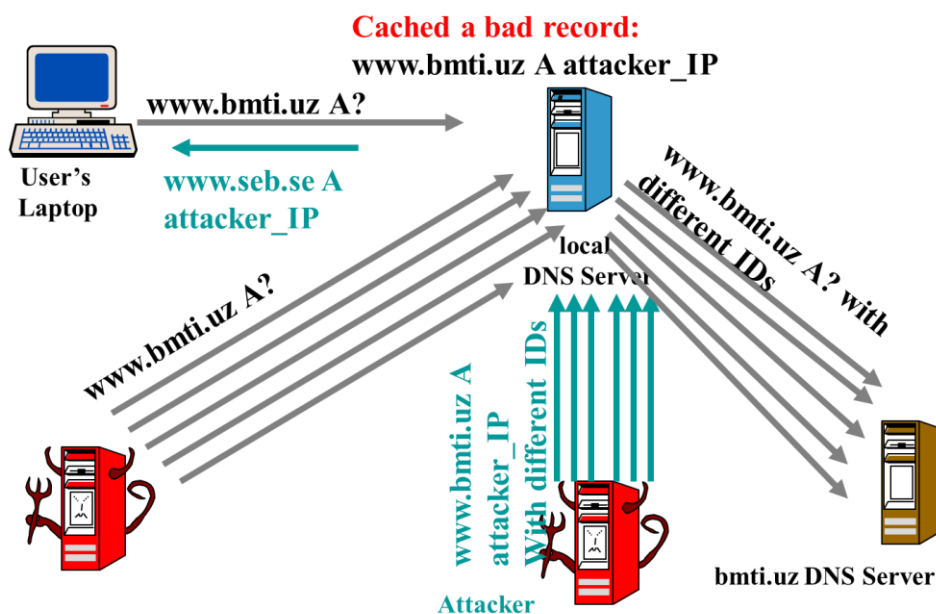 Cached a bad record:
www.bmti.uz A attacker_IP
www.bmti.uz A?
www.seb.se A
attacker_IP
User's
Laptop
www.bmti.uz A? with
different IDs
local
DNS Server
www.bmti.uz A?
www.bmti.uz A
attacker_IP
With different IDs
bmti.uz DNS Server
Attacker